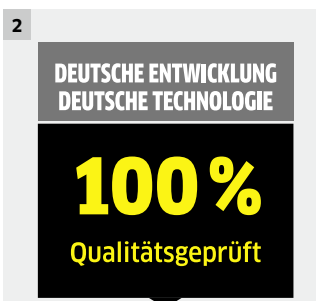 2
DEUTSCHE ENTWICKLUNG
DEUTSCHE TECHNOLOGIE
100 %
Qualitätsgeprüft